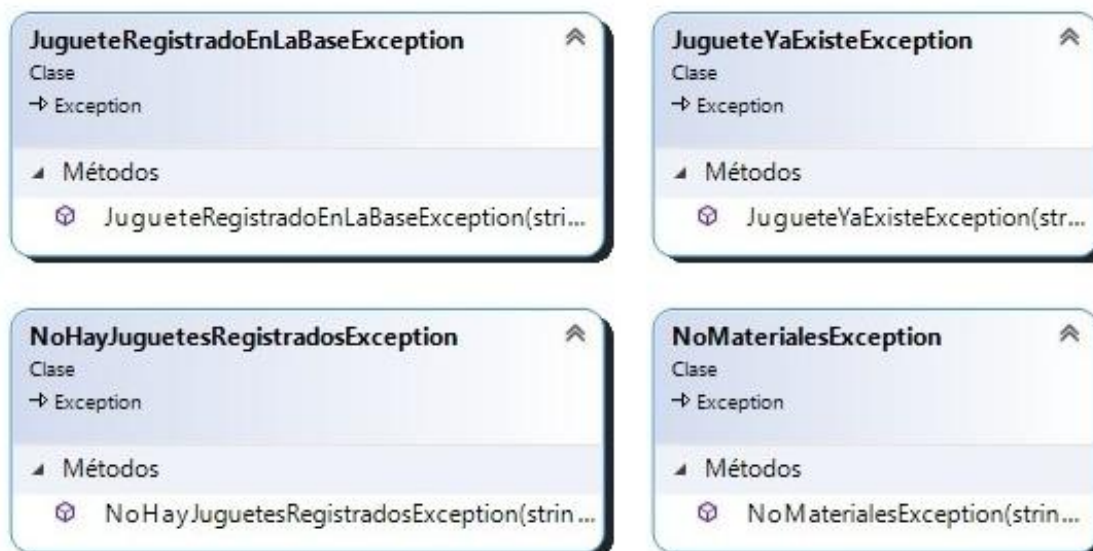 JugueteRegistradoEnLaBaseException
Clase
Exception
Métodos
JugueteRegistradoEnLaBaseException(stri...
JugueteYaExisteException
Clase
Exception
Métodos
JugueteYaExisteException(str...
NoHayJuguetesRegistradosException
Clase
Exception
Métodos
NoHayJuguetesRegistradosException(strin...
NoMaterialesException
Clase
Exception
Métodos
NoMaterialesException(strin...